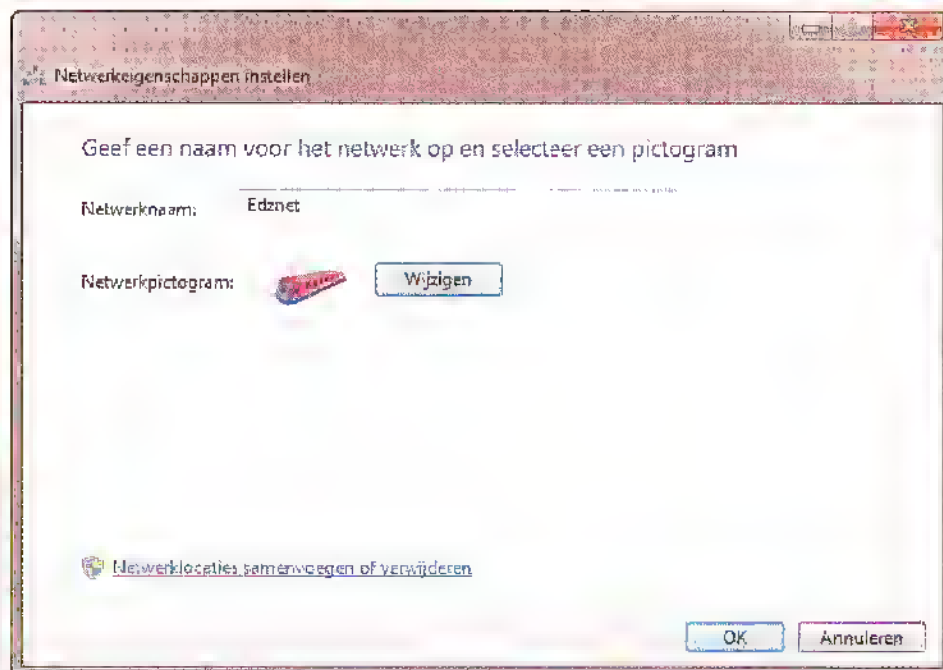 Netwerkeigenschappen instellen
Geef een naam voor het netwerk op en selecteer een pictogram
Netwerknaam: Edznet
Netwerkpictogram: Wijzigen
Netwerklocaties samenvoegen of verwijderen
OK Annuleren